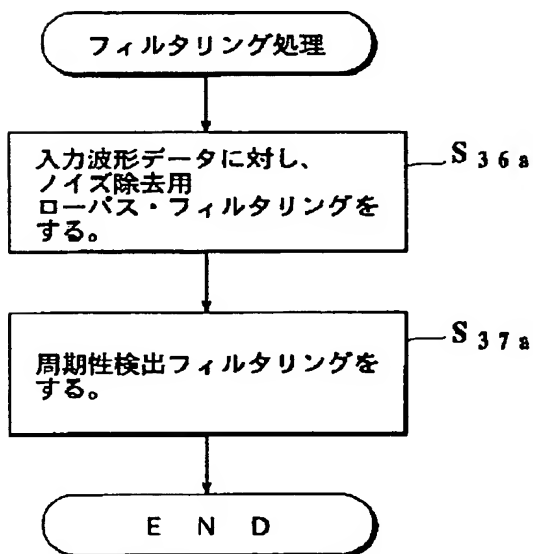 フィルタリング処理
入力波形データに対し、
ノイズ除去用
ローパス・フィルタリングを
する。
S36a
周期性検出フィルタリングを
する。
S37a
E N D